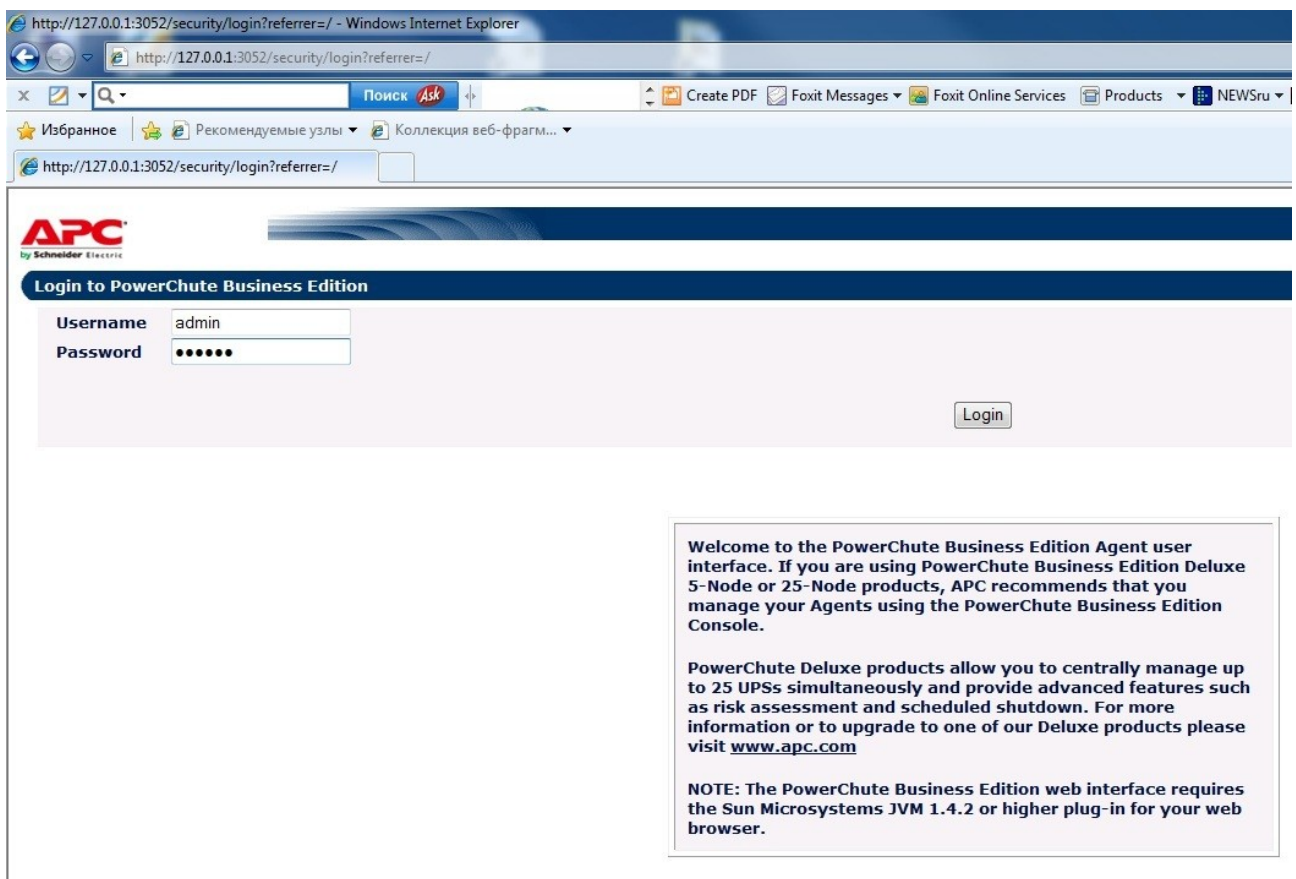 http://127.0.0.1:3052/security/login?referrer=/ - Windows Internet Explorer
http://127.0.0.1:3052/security/login?referrer=/
Поиск Ask Create PDF Foxit Messages Foxit Online Services Products NEWSru
Избранное Рекомендуемые узлы Коллекция веб-фрагм...
http://127.0.0.1:3052/security/login?referrer=/
APC
by Schneider Electric
Login to PowerChute Business Edition
Username admin
Password ••••••
Login
Welcome to the PowerChute Business Edition Agent user
interface. If you are using PowerChute Business Edition Deluxe
5-Node or 25-Node products, APC recommends that you
manage your Agents using the PowerChute Business Edition
Console.
PowerChute Deluxe products allow you to centrally manage up
to 25 UPSs simultaneously and provide advanced features such
as risk assessment and scheduled shutdown. For more
information or to upgrade to one of our Deluxe products please
visit www.apc.com
NOTE: The PowerChute Business Edition web interface requires
the Sun Microsystems JVM 1.4.2 or higher plug-in for your web
browser.